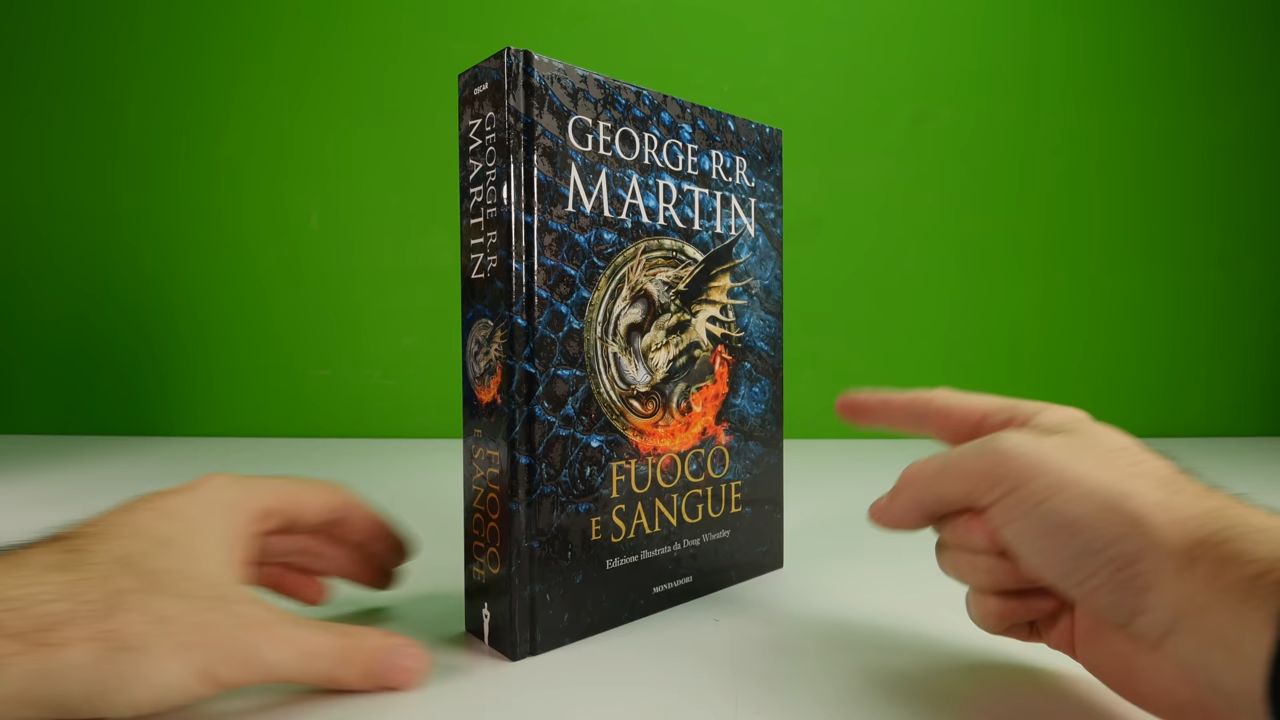 OSCAR
GEORGE R.R.
MARTIN
FUOCO
E SANGUE
GEORGE R.R.
MARTIN
FUOCO
E SANGUE
Edizione illustrata da Doug Wheatley
MONDADORI